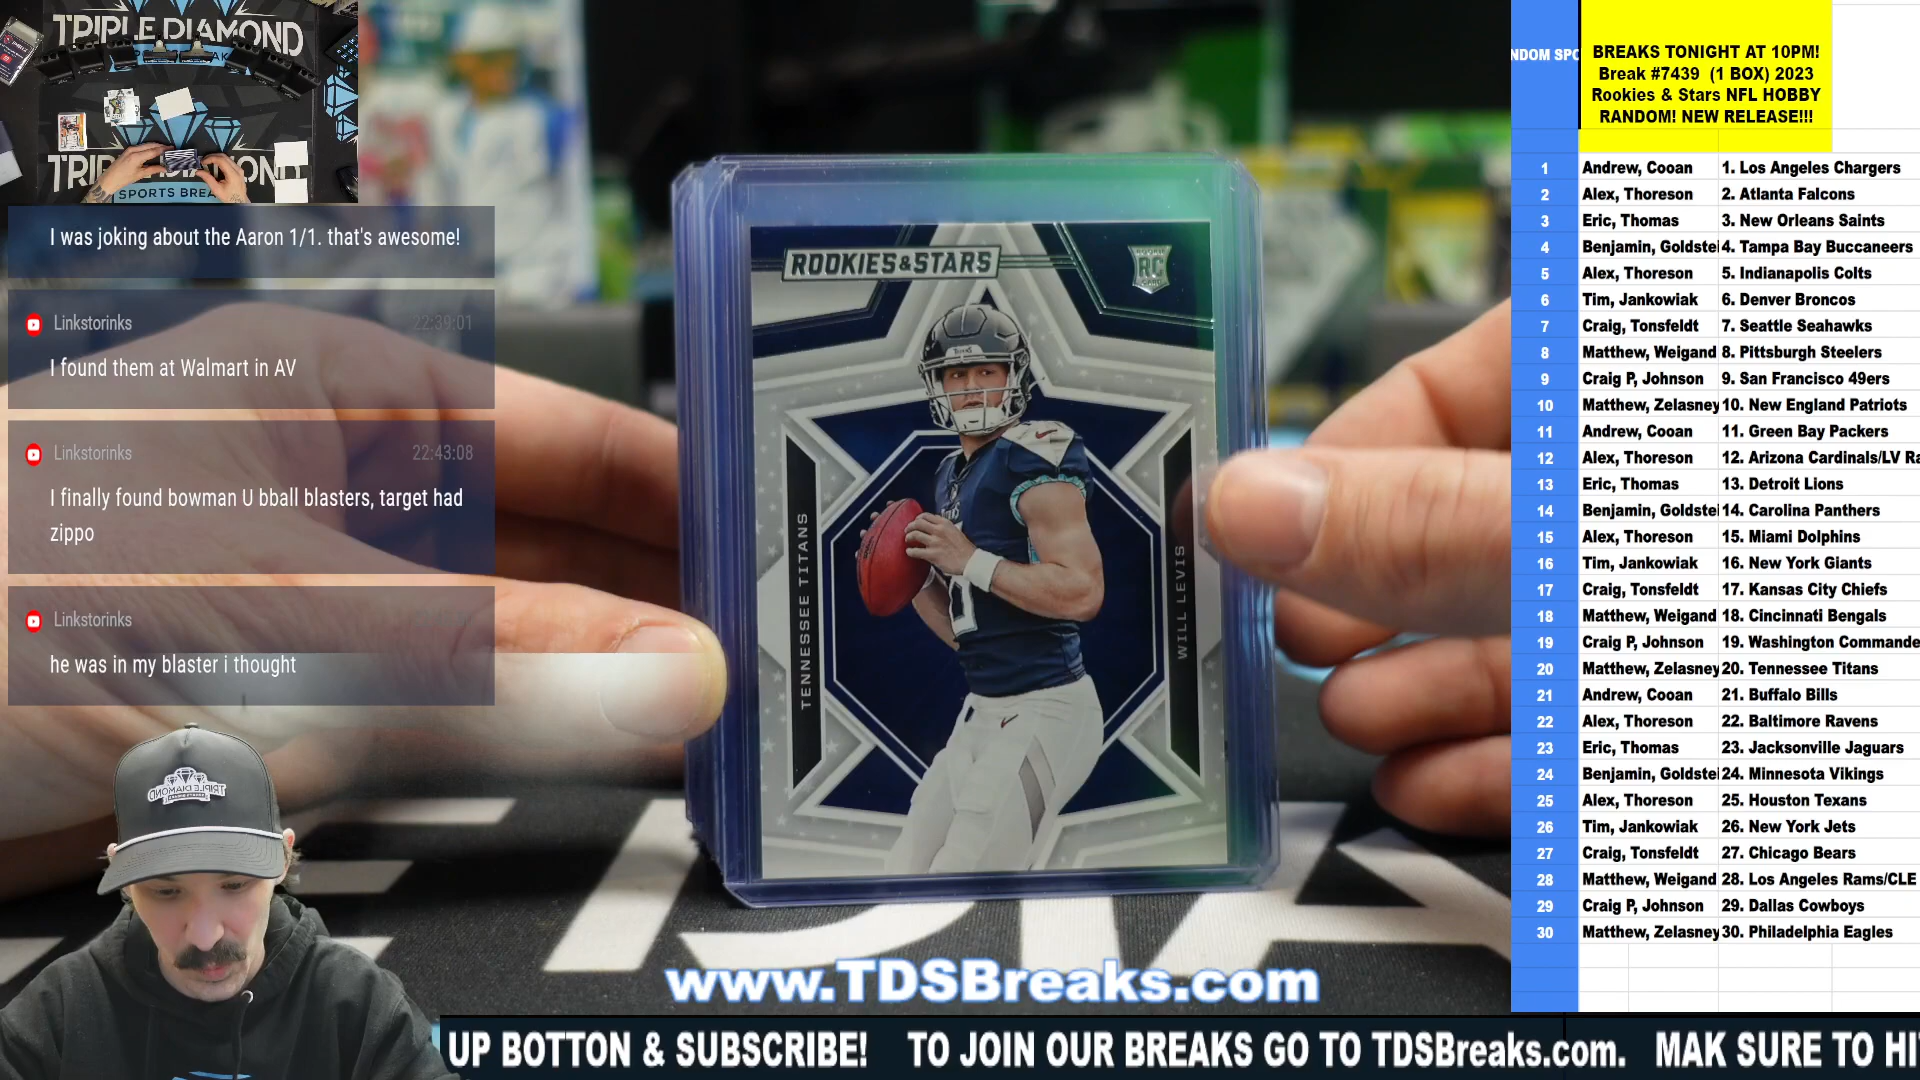 TRIPLE DIAMOND
TRIPLE DIAMOND
SPORTS BREA
I was joking about the Aaron 1/1. that's awesome!
Linkstorinks 22:39:01
I found them at Walmart in AV
Linkstorinks 22:43:08
I finally found bowman U bball blasters, target had
zippo
Linkstorinks
he was in my blaster i thought
TRIPLE DIAMOND
ROOKIES & STARS
RC
TITANS
TENNESSEE TITANS
WILL LEVIS
www.TDSBreaks.com
NDOM SPO
BREAKS TONIGHT AT 10PM!
Break #7439 (1 BOX) 2023
Rookies & Stars NFL HOBBY
RANDOM! NEW RELEASE!!!
1 Andrew, Cooan 1. Los Angeles Chargers
2 Alex, Thoreson 2. Atlanta Falcons
3 Eric, Thomas 3. New Orleans Saints
4 Benjamin, Goldstei 4. Tampa Bay Buccaneers
5 Alex, Thoreson 5. Indianapolis Colts
6 Tim, Jankowiak 6. Denver Broncos
7 Craig, Tonsfeldt 7. Seattle Seahawks
8 Matthew, Weigand 8. Pittsburgh Steelers
9 Craig P, Johnson 9. San Francisco 49ers
10 Matthew, Zelasney 10. New England Patriots
11 Andrew, Cooan 11. Green Bay Packers
12 Alex, Thoreson 12. Arizona Cardinals/LV Ra
13 Eric, Thomas 13. Detroit Lions
14 Benjamin, Goldstei 14. Carolina Panthers
15 Alex, Thoreson 15. Miami Dolphins
16 Tim, Jankowiak 16. New York Giants
17 Craig, Tonsfeldt 17. Kansas City Chiefs
18 Matthew, Weigand 18. Cincinnati Bengals
19 Craig P, Johnson 19. Washington Commande
20 Matthew, Zelasney 20. Tennessee Titans
21 Andrew, Cooan 21. Buffalo Bills
22 Alex, Thoreson 22. Baltimore Ravens
23 Eric, Thomas 23. Jacksonville Jaguars
24 Benjamin, Goldstei 24. Minnesota Vikings
25 Alex, Thoreson 25. Houston Texans
26 Tim, Jankowiak 26. New York Jets
27 Craig, Tonsfeldt 27. Chicago Bears
28 Matthew, Weigand 28. Los Angeles Rams/CLE
29 Craig P, Johnson 29. Dallas Cowboys
30 Matthew, Zelasney 30. Philadelphia Eagles
UP BOTTON & SUBSCRIBE! TO JOIN OUR BREAKS GO TO TDSBreaks.com. MAK SURE TO HI